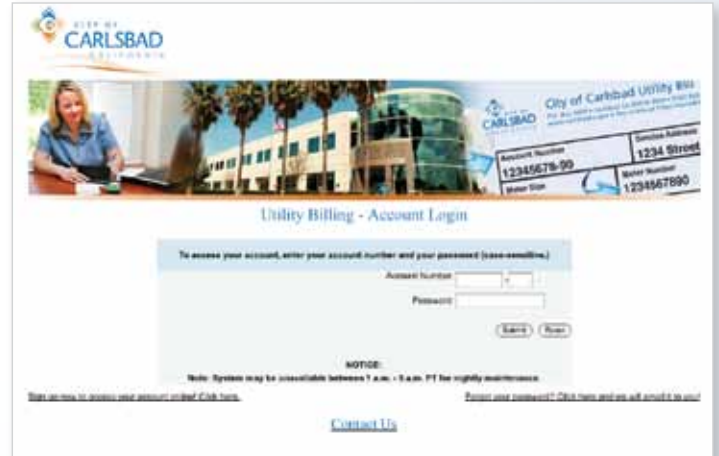 CITY OF
CARLSBAD
CALIFORNIA
CITY OF
CARLSBAD
City of Carlsbad Utility Bill
Account Number
12345678-90
Service Address
1234 Street
Meter Size
Meter Number
1234567890
Utility Billing - Account Login
To access your account, enter your account number and your password (case-sensitive.)
Account Number
-
Password
Submit Reset
NOTICE:
Note: System may be unavailable between 1 a.m. - 5 a.m. PT for nightly maintenance
Sign up now to access your account online! Click here.
Forgot your password? Click here and we will email it to you!
Contact Us